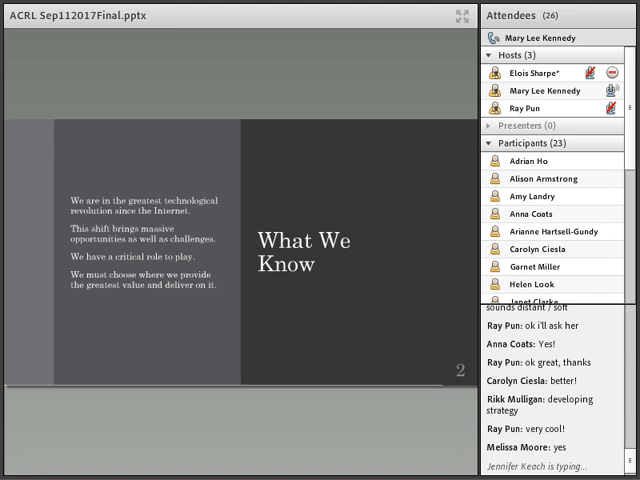 ACRL Sep112017Final.pptx
We are in the greatest technological
revolution since the Internet.
This shift brings massive
opportunities as well as challenges.
We have a critical role to play.
We must choose where we provide
the greatest value and deliver on it.
What We
Know
2
Attendees (26)
Mary Lee Kennedy
Hosts (3)
Elois Sharpe*
Mary Lee Kennedy
Ray Pun
Presenters (0)
Participants (23)
Adrian Ho
Alison Armstrong
Amy Landry
Anna Coats
Arianne Hartsell-Gundy
Carolyn Ciesla
Garnet Miller
Helen Look
Janet Clarke
sounds distant / soft
Ray Pun: ok i'll ask her
Anna Coats: Yes!
Ray Pun: ok great, thanks
Carolyn Ciesla: better!
Rikk Mulligan: developing
strategy
Ray Pun: very cool!
Melissa Moore: yes
Jennifer Keach is typing...